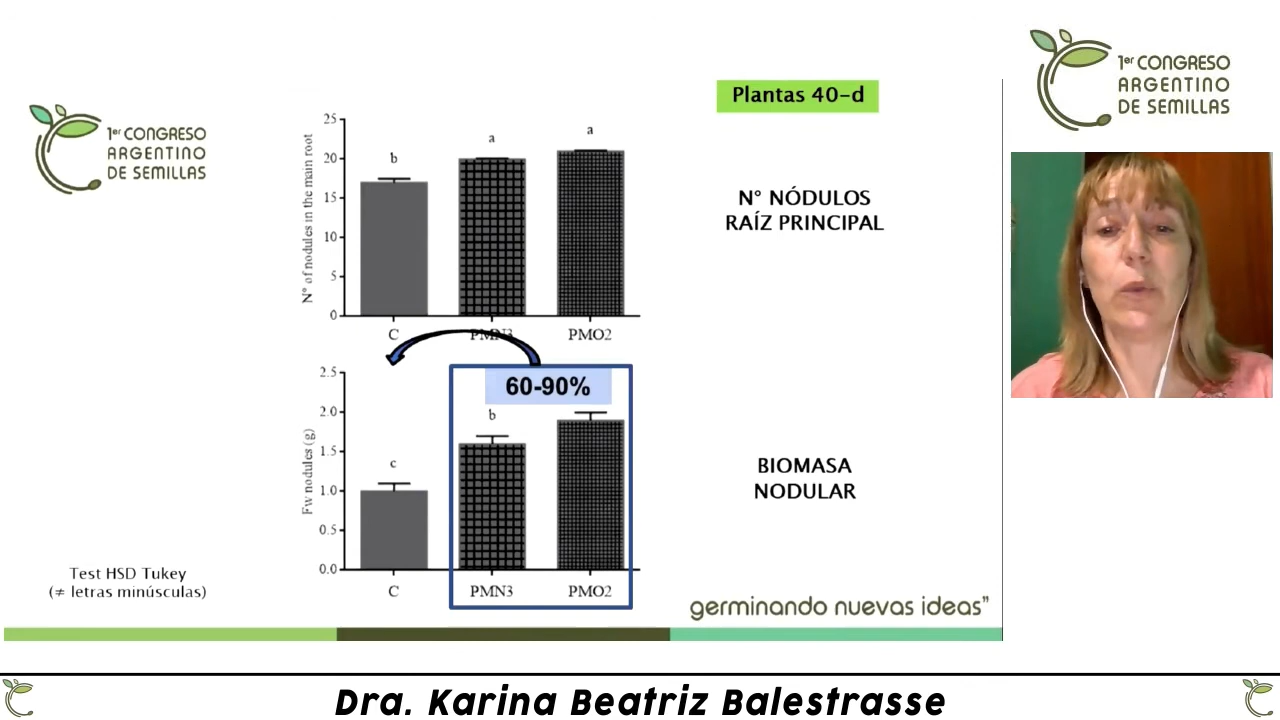 1er CONGRESO
ARGENTINO
DE SEMILLAS
Plantas 40-d
N° of nodules in the main root
25
20
15
10
5
0
b
a
a
C
PMN3
PMO2
N° NÓDULOS
RAÍZ PRINCIPAL
60-90%
Fw nodules (g)
2.5
2.0
1.5
1.0
0.5
0.0
c
b
C
PMN3
PMO2
BIOMASA
NODULAR
Test HSD Tukey
(≠ letras minúsculas)
germinando nuevas ideas”
1er CONGRESO
ARGENTINO
DE SEMILLAS
Dra. Karina Beatriz Balestrasse